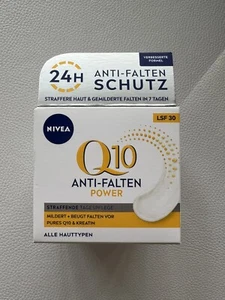 VERBESSERTE
FORMEL
24H ANTI-FALTEN
SCHUTZ
STRAFFERE HAUT & GEMILDERTE FALTEN IN 7 TAGEN.
NIVEA
LSF 30
Q10
ANTI-FALTEN
POWER
STRAFFENDE TAGESPFLEGE
MILDERT + BEUGT FALTEN VOR
PURES Q10 & KREATIN
ALLE HAUTTYPEN